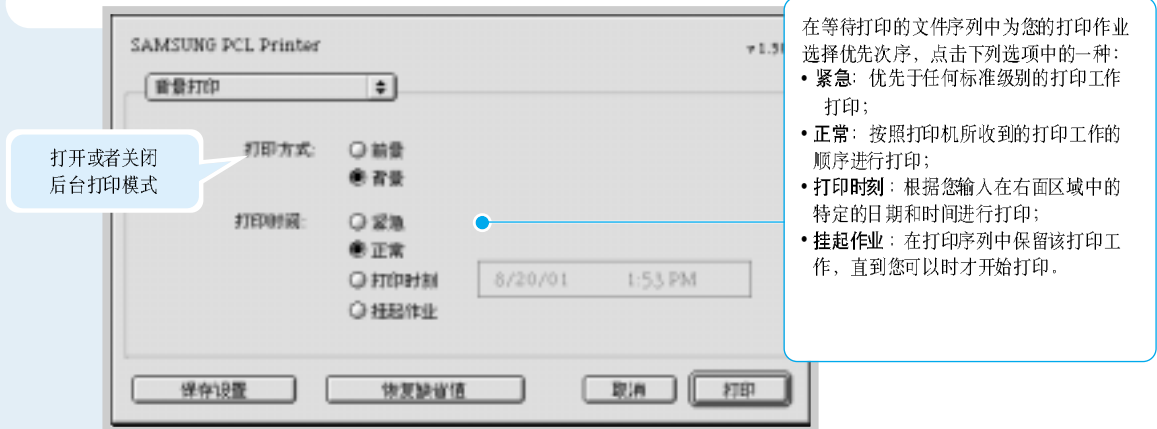 SAMSUNG PCL Printer
背景打印
打印方式:
前景
背景
打印时间:
紧急
正常
打印时刻
8/20/01 1:53 PM
挂起作业
保存设置
恢复缺省值
取消
打印
打开或者关闭
后台打印模式
在等待打印的文件序列中为您的打印作业
选择优先次序，点击下列选项中的一种：
• 紧急：优先于任何标准级别的打印工作
打印；
• 正常：按照打印机所收到的打印工作的
顺序进行打印；
• 打印时刻：根据您输入在右面区域中的
特定的日期和时间进行打印；
• 挂起作业：在打印序列中保留该打印工
作，直到您可以时才开始打印。